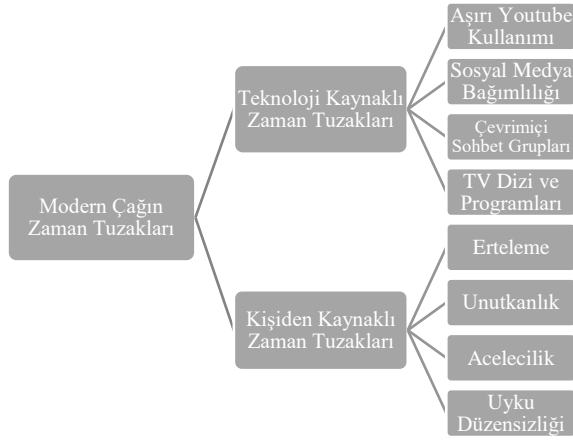 Modern Çağın
Zaman Tuzakları
Teknoloji Kaynaklı
Zaman Tuzakları
Aşırı Youtube
Kullanımı
Sosyal Medya
Bağımlılığı
Çevrimiçi
Sohbet Grupları
TV Dizi ve
Programları
Kişiden Kaynaklı
Zaman Tuzakları
Erteleme
Unutkanlık
Acelecilik
Uyku
Düzensizliği